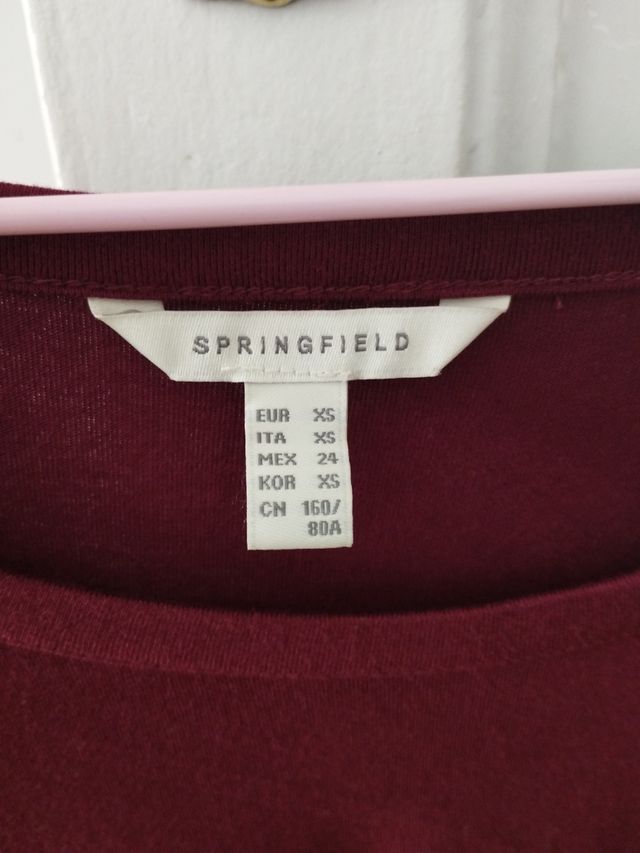 SPRINGFIELD
EUR XS
ITA XS
MEX 24
KOR XS
CN 160/
80A